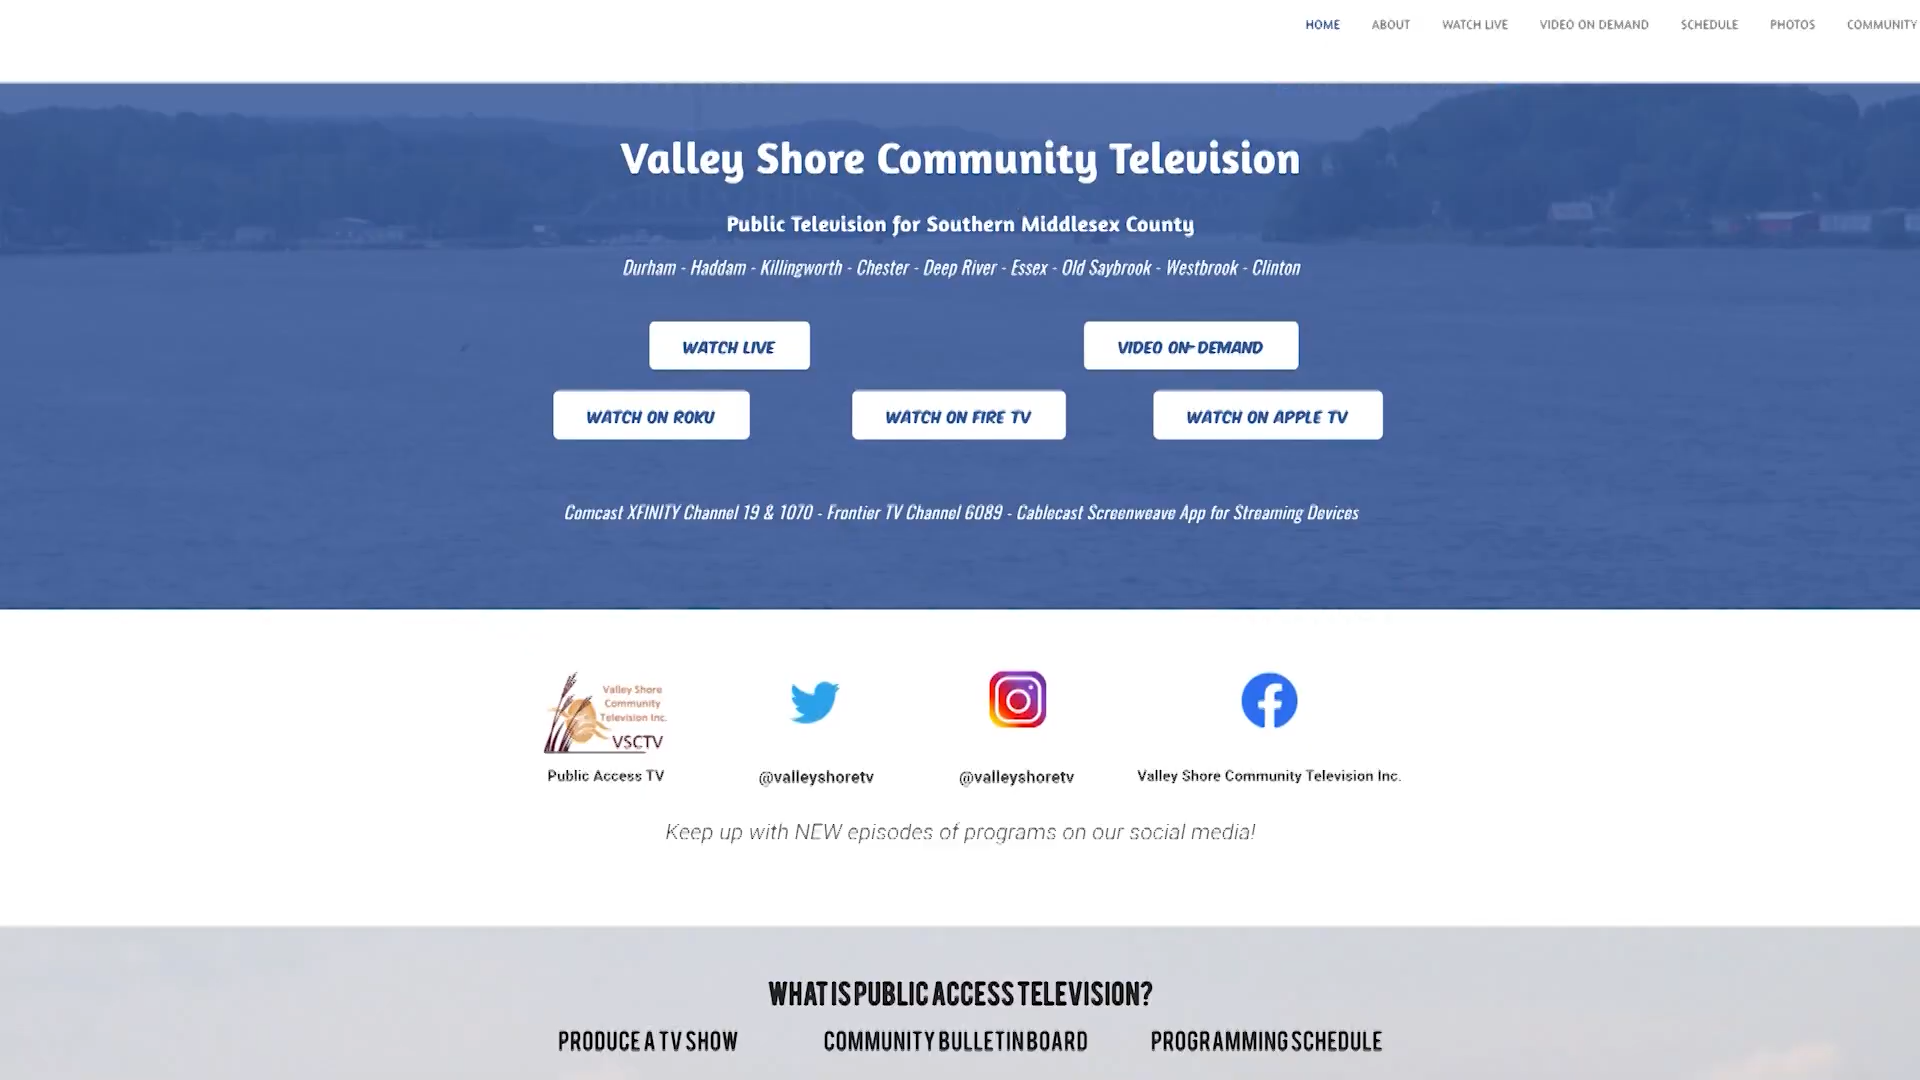 HOME ABOUT WATCH LIVE VIDEO ON DEMAND SCHEDULE PHOTOS COMMUNITY
Valley Shore Community Television
Public Television for Southern Middlesex County
Durham - Haddam - Killingworth - Chester - Deep River - Essex - Old Saybrook - Westbrook - Clinton
WATCH LIVE VIDEO ON-DEMAND
WATCH ON ROKU WATCH ON FIRE TV WATCH ON APPLE TV
Comcast XFINITY Channel 19 & 1070 - Frontier TV Channel 6089 - Cablecast Screenweave App for Streaming Devices
Valley Shore
Community
Television Inc.
VSCTV
Public Access TV @valleyshoretv @valleyshoretv Valley Shore Community Television Inc.
Keep up with NEW episodes of programs on our social media!
WHAT IS PUBLIC ACCESS TELEVISION?
PRODUCE A TV SHOW COMMUNITY BULLETIN BOARD PROGRAMMING SCHEDULE